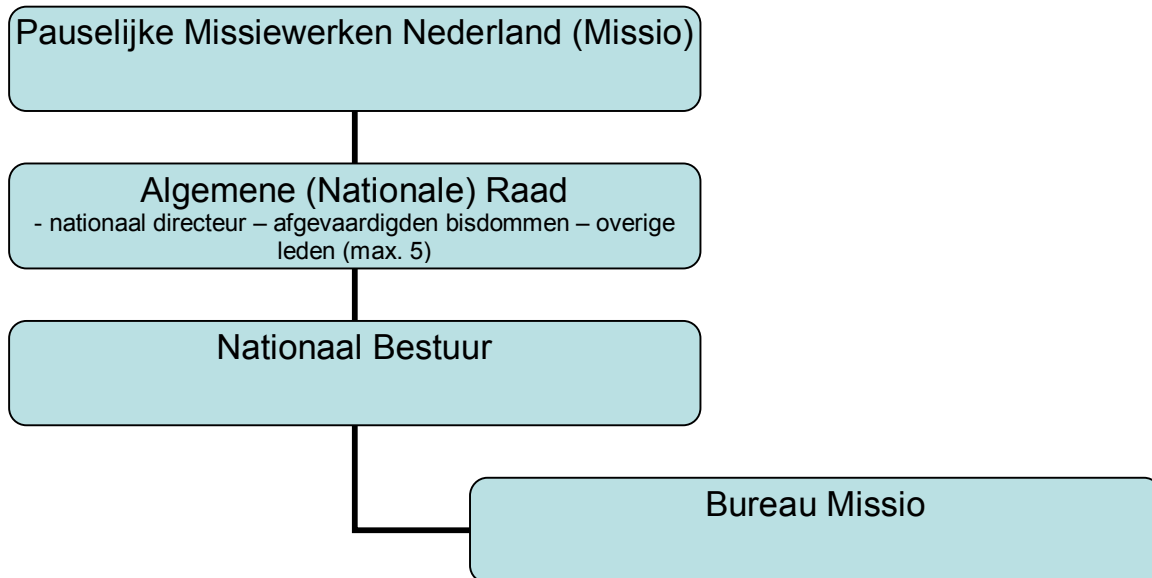 Pauselijke Missiewerken Nederland (Missio)
Algemene (Nationale) Raad
- nationaal directeur – afgevaardigden bisdommen – overige
leden (max. 5)
Nationaal Bestuur
Bureau Missio